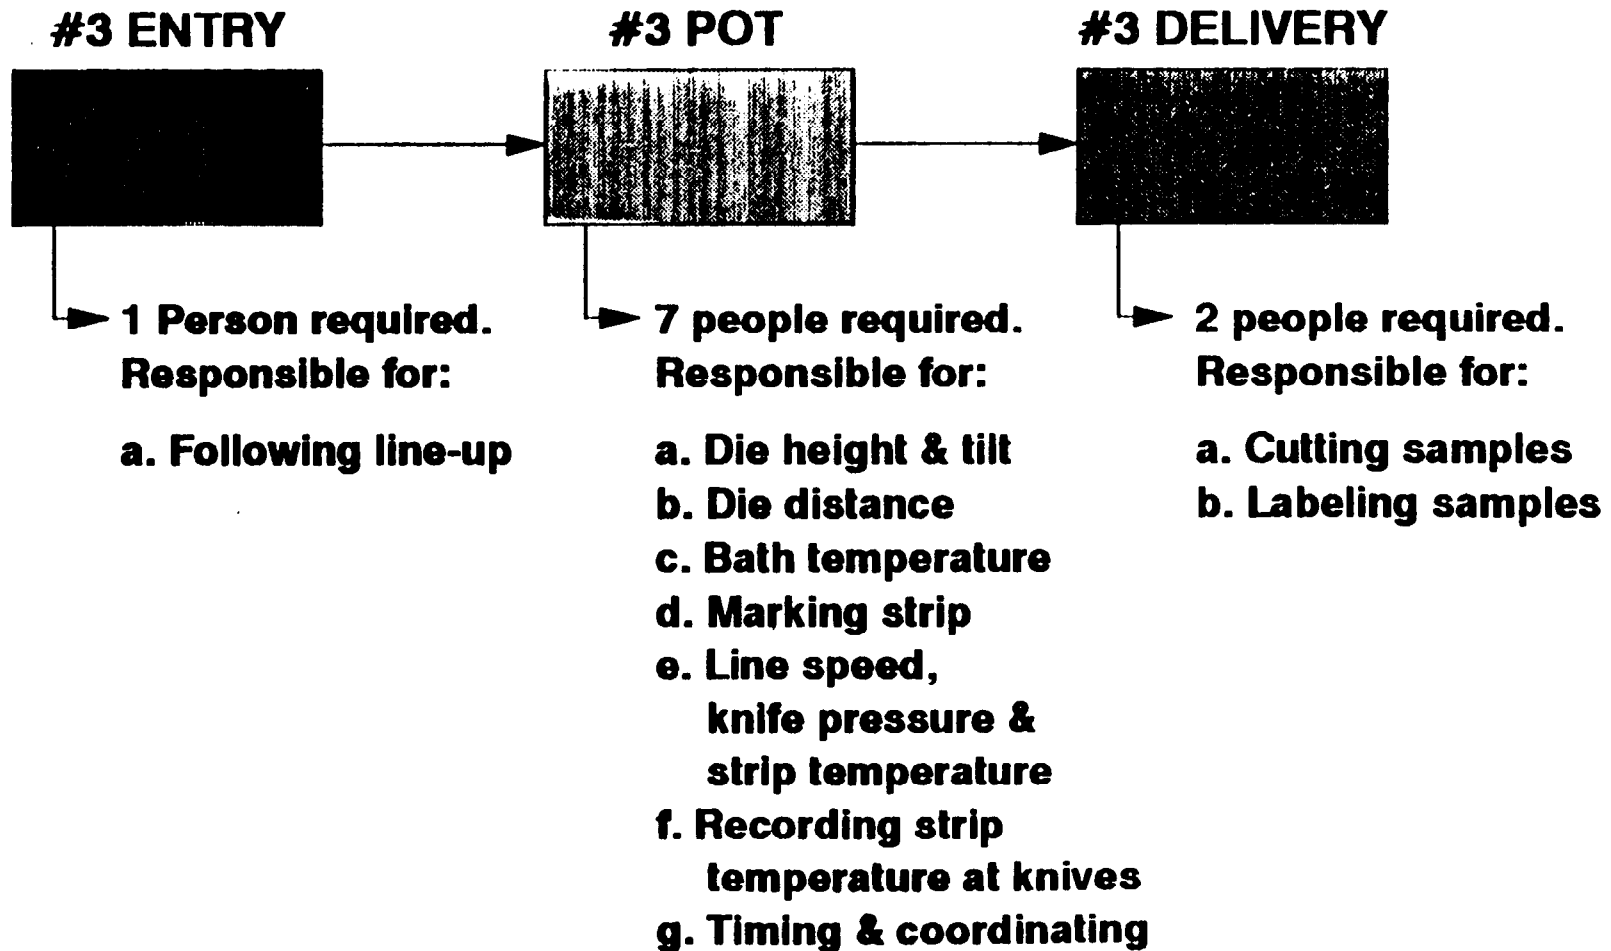 #3 ENTRY
1 Person required.
Responsible for:
a. Following line-up
#3 POT
7 people required.
Responsible for:
a. Die height & tilt
b. Die distance
c. Bath temperature
d. Marking strip
e. Line speed,
knife pressure &
strip temperature
f. Recording strip
temperature at knives
g. Timing & coordinating
#3 DELIVERY
2 people required.
Responsible for:
a. Cutting samples
b. Labeling samples